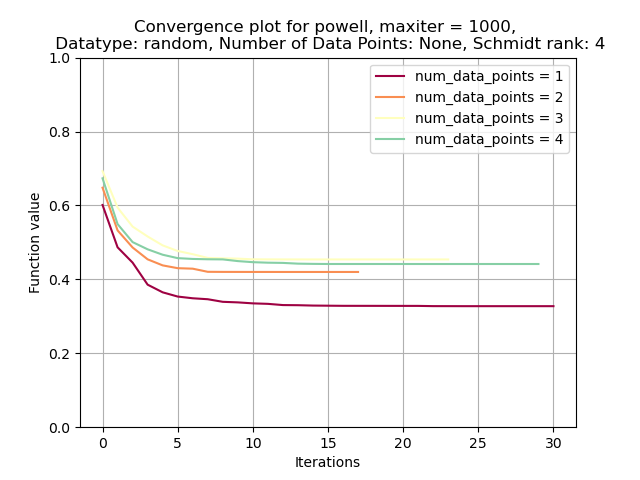 Convergence plot for powell, maxiter = 1000,
Datatype: random, Number of Data Points: None, Schmidt rank: 4
num_data_points = 1
num_data_points = 2
num_data_points = 3
num_data_points = 4
1.0
0.8
0.6
0.4
0.2
0.0
Function value
0 5 10 15 20 25 30
Iterations